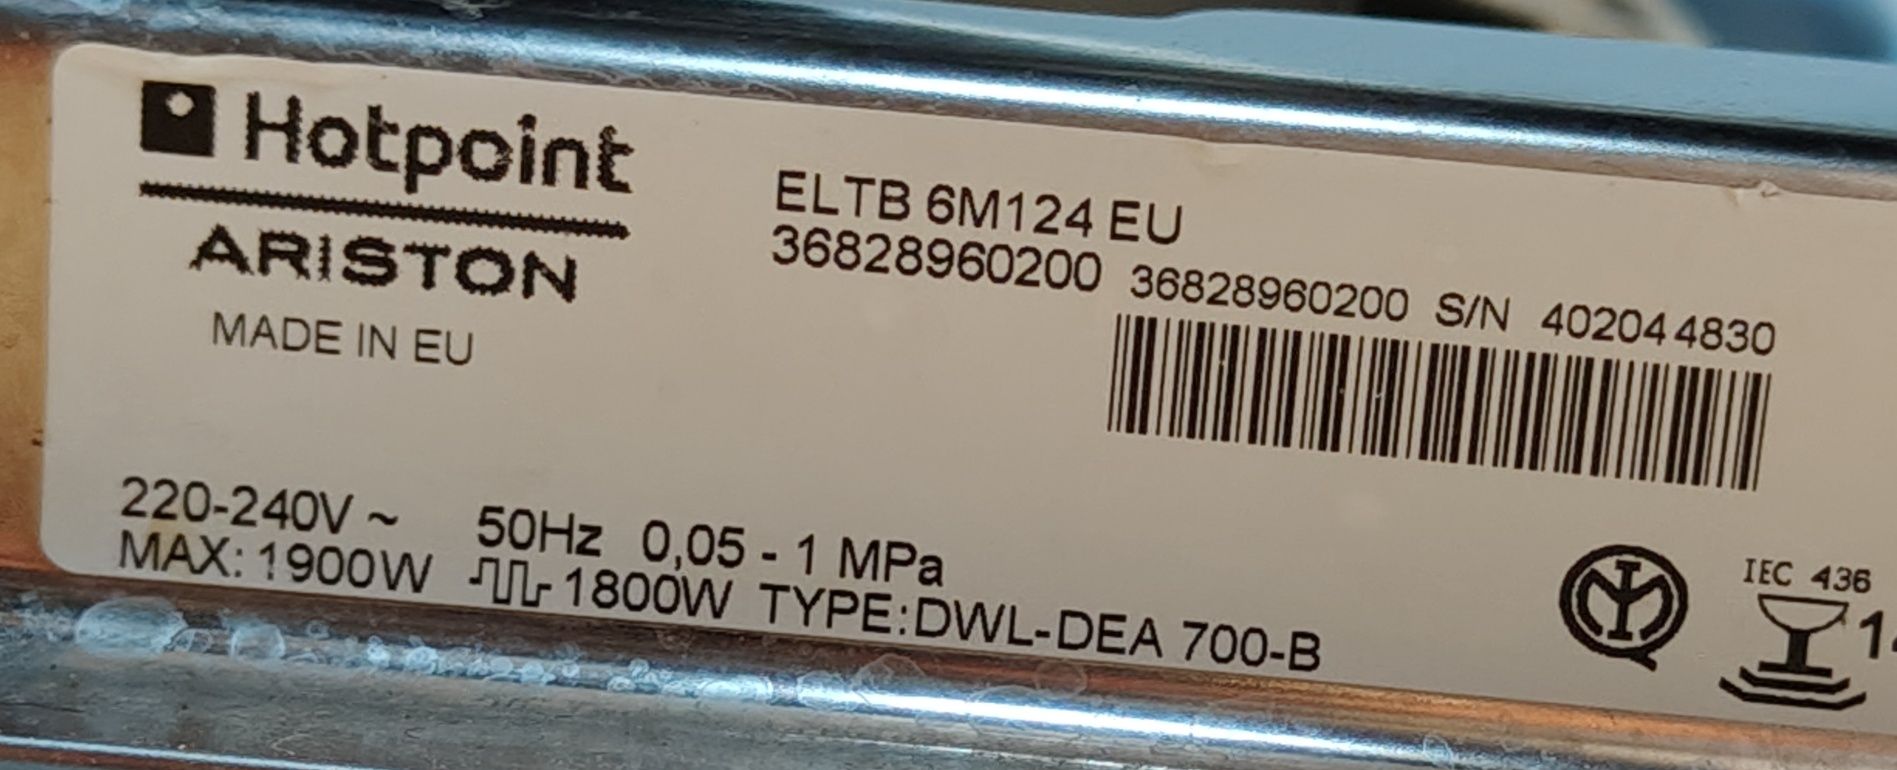 Hotpoint
ARISTON
MADE IN EU
ELTB 6M124 EU
36828960200 36828960200 S/N 402044830
220-240V ~ 50Hz 0,05 - 1 MPa
MAX: 1900W 1800W TYPE:DWL-DEA 700-B
IEC 436